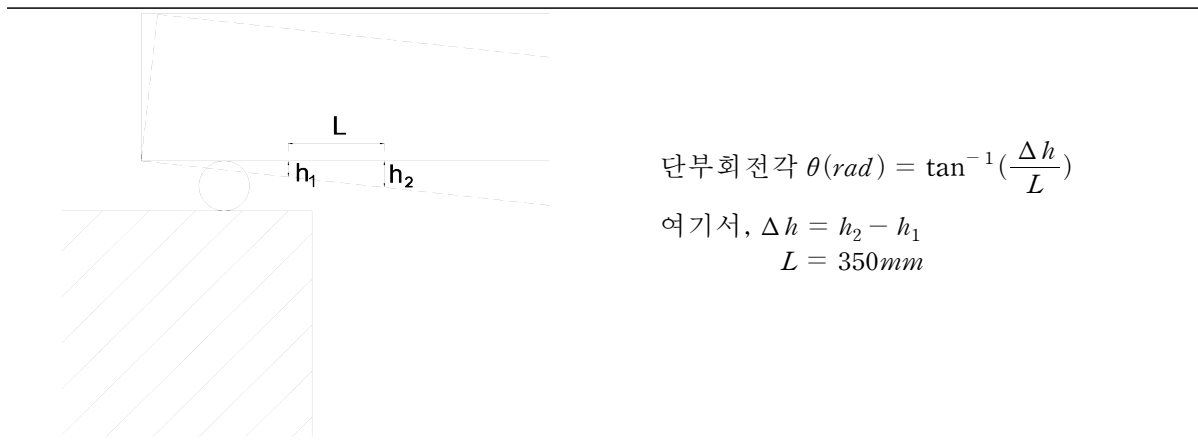 L
h₁
h₂
단부회전각 θ(rad) = tan⁻¹(Δh/L)
여기서, Δh = h₂ − h₁
L = 350mm